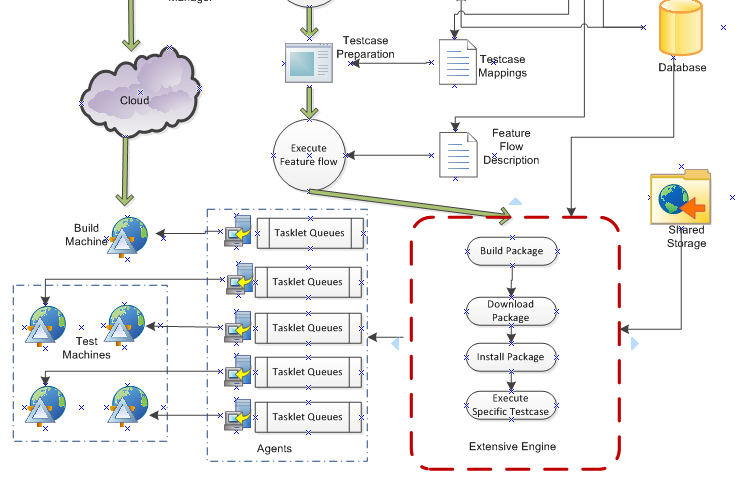 Manager
Testcase
Preparation
Testcase
Mappings
Database
Cloud
Execute
Feature flow
Feature
Flow
Description
Shared
Storage
Build
Machine
Tasklet Queues
Build Package
Tasklet Queues
Download
Package
Test
Machines
Tasklet Queues
Install Package
Tasklet Queues
Execute
Specific Testcase
Tasklet Queues
Agents
Extensive Engine